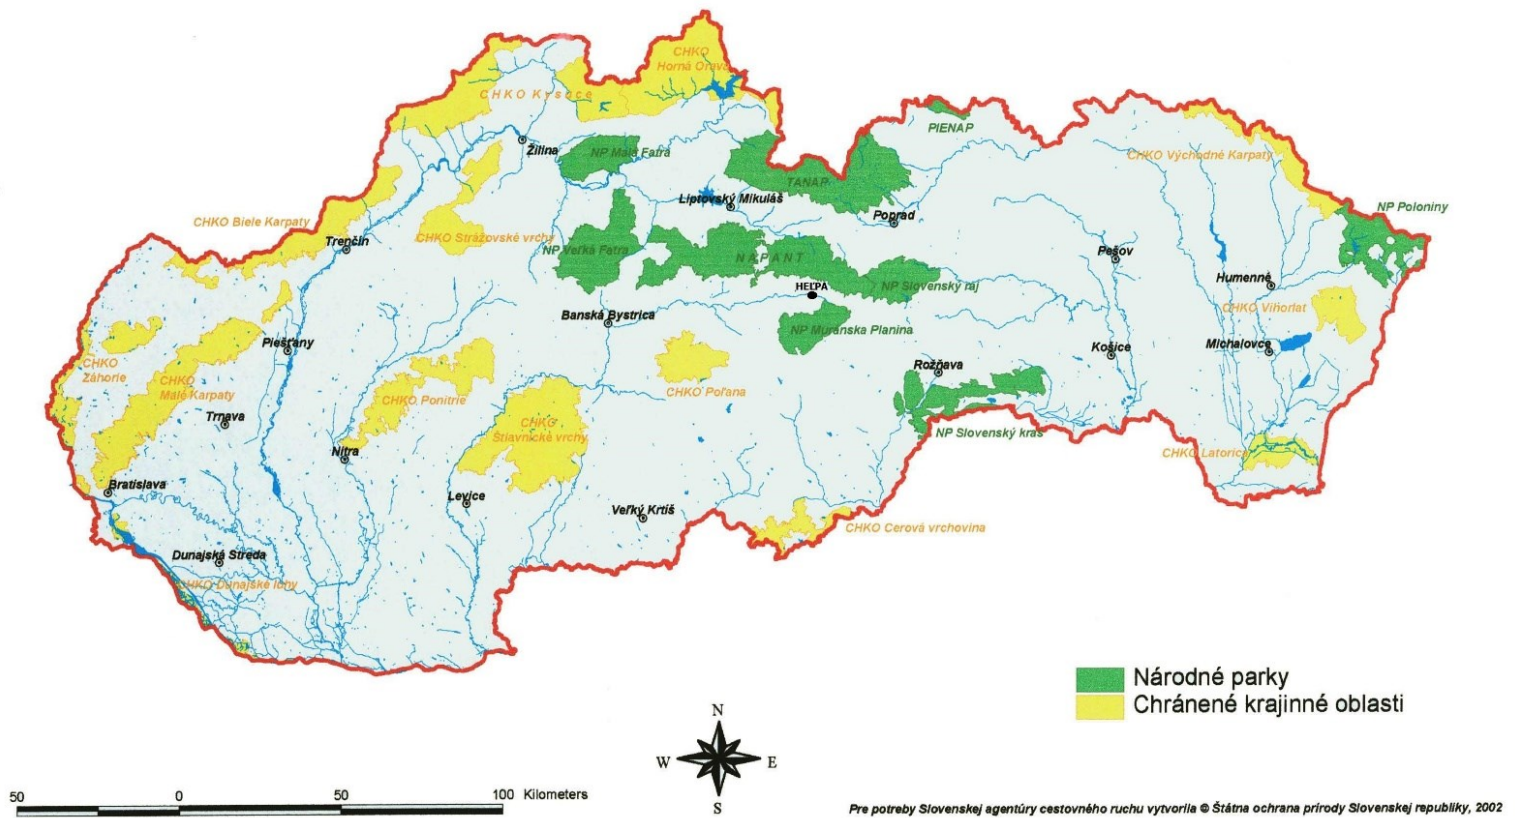 CHKO
Horná Orava
CHKO Kysuce
PIENAP
Žilina
NP Malá Fatra
CHKO Východné Karpaty
TANAP
Liptovský Mikuláš
NP Poloniny
Poprad
CHKO Biele Karpaty
Trenčín
CHKO Strážovské vrchy
NP Veľká Fatra
NAPANT
Pešov
Humenné
HEĽPA
NP Slovenský raj
CHKO Vihorlat
Banská Bystrica
NP Muránska Planina
Piešťany
Košice
Michalovce
CHKO
Záhorie
CHKO
Malé Karpaty
Rožňava
CHKO Poľana
CHKO Ponitrie
Trnava
CHKO
Štiavnické vrchy
NP Slovenský kras
Nitra
CHKO Latorica
Bratislava
Levice
Veľký Krtíš
CHKO Cerová vrchovina
Dunajská Streda
CHKO Dunajské luhy
Národné parky
Chránené krajinné oblasti
N
W
E
S
50 0 50 100 Kilometers
Pre potreby Slovenskej agentúry cestovného ruchu vytvorila © Štátna ochrana prírody Slovenskej republiky, 2002